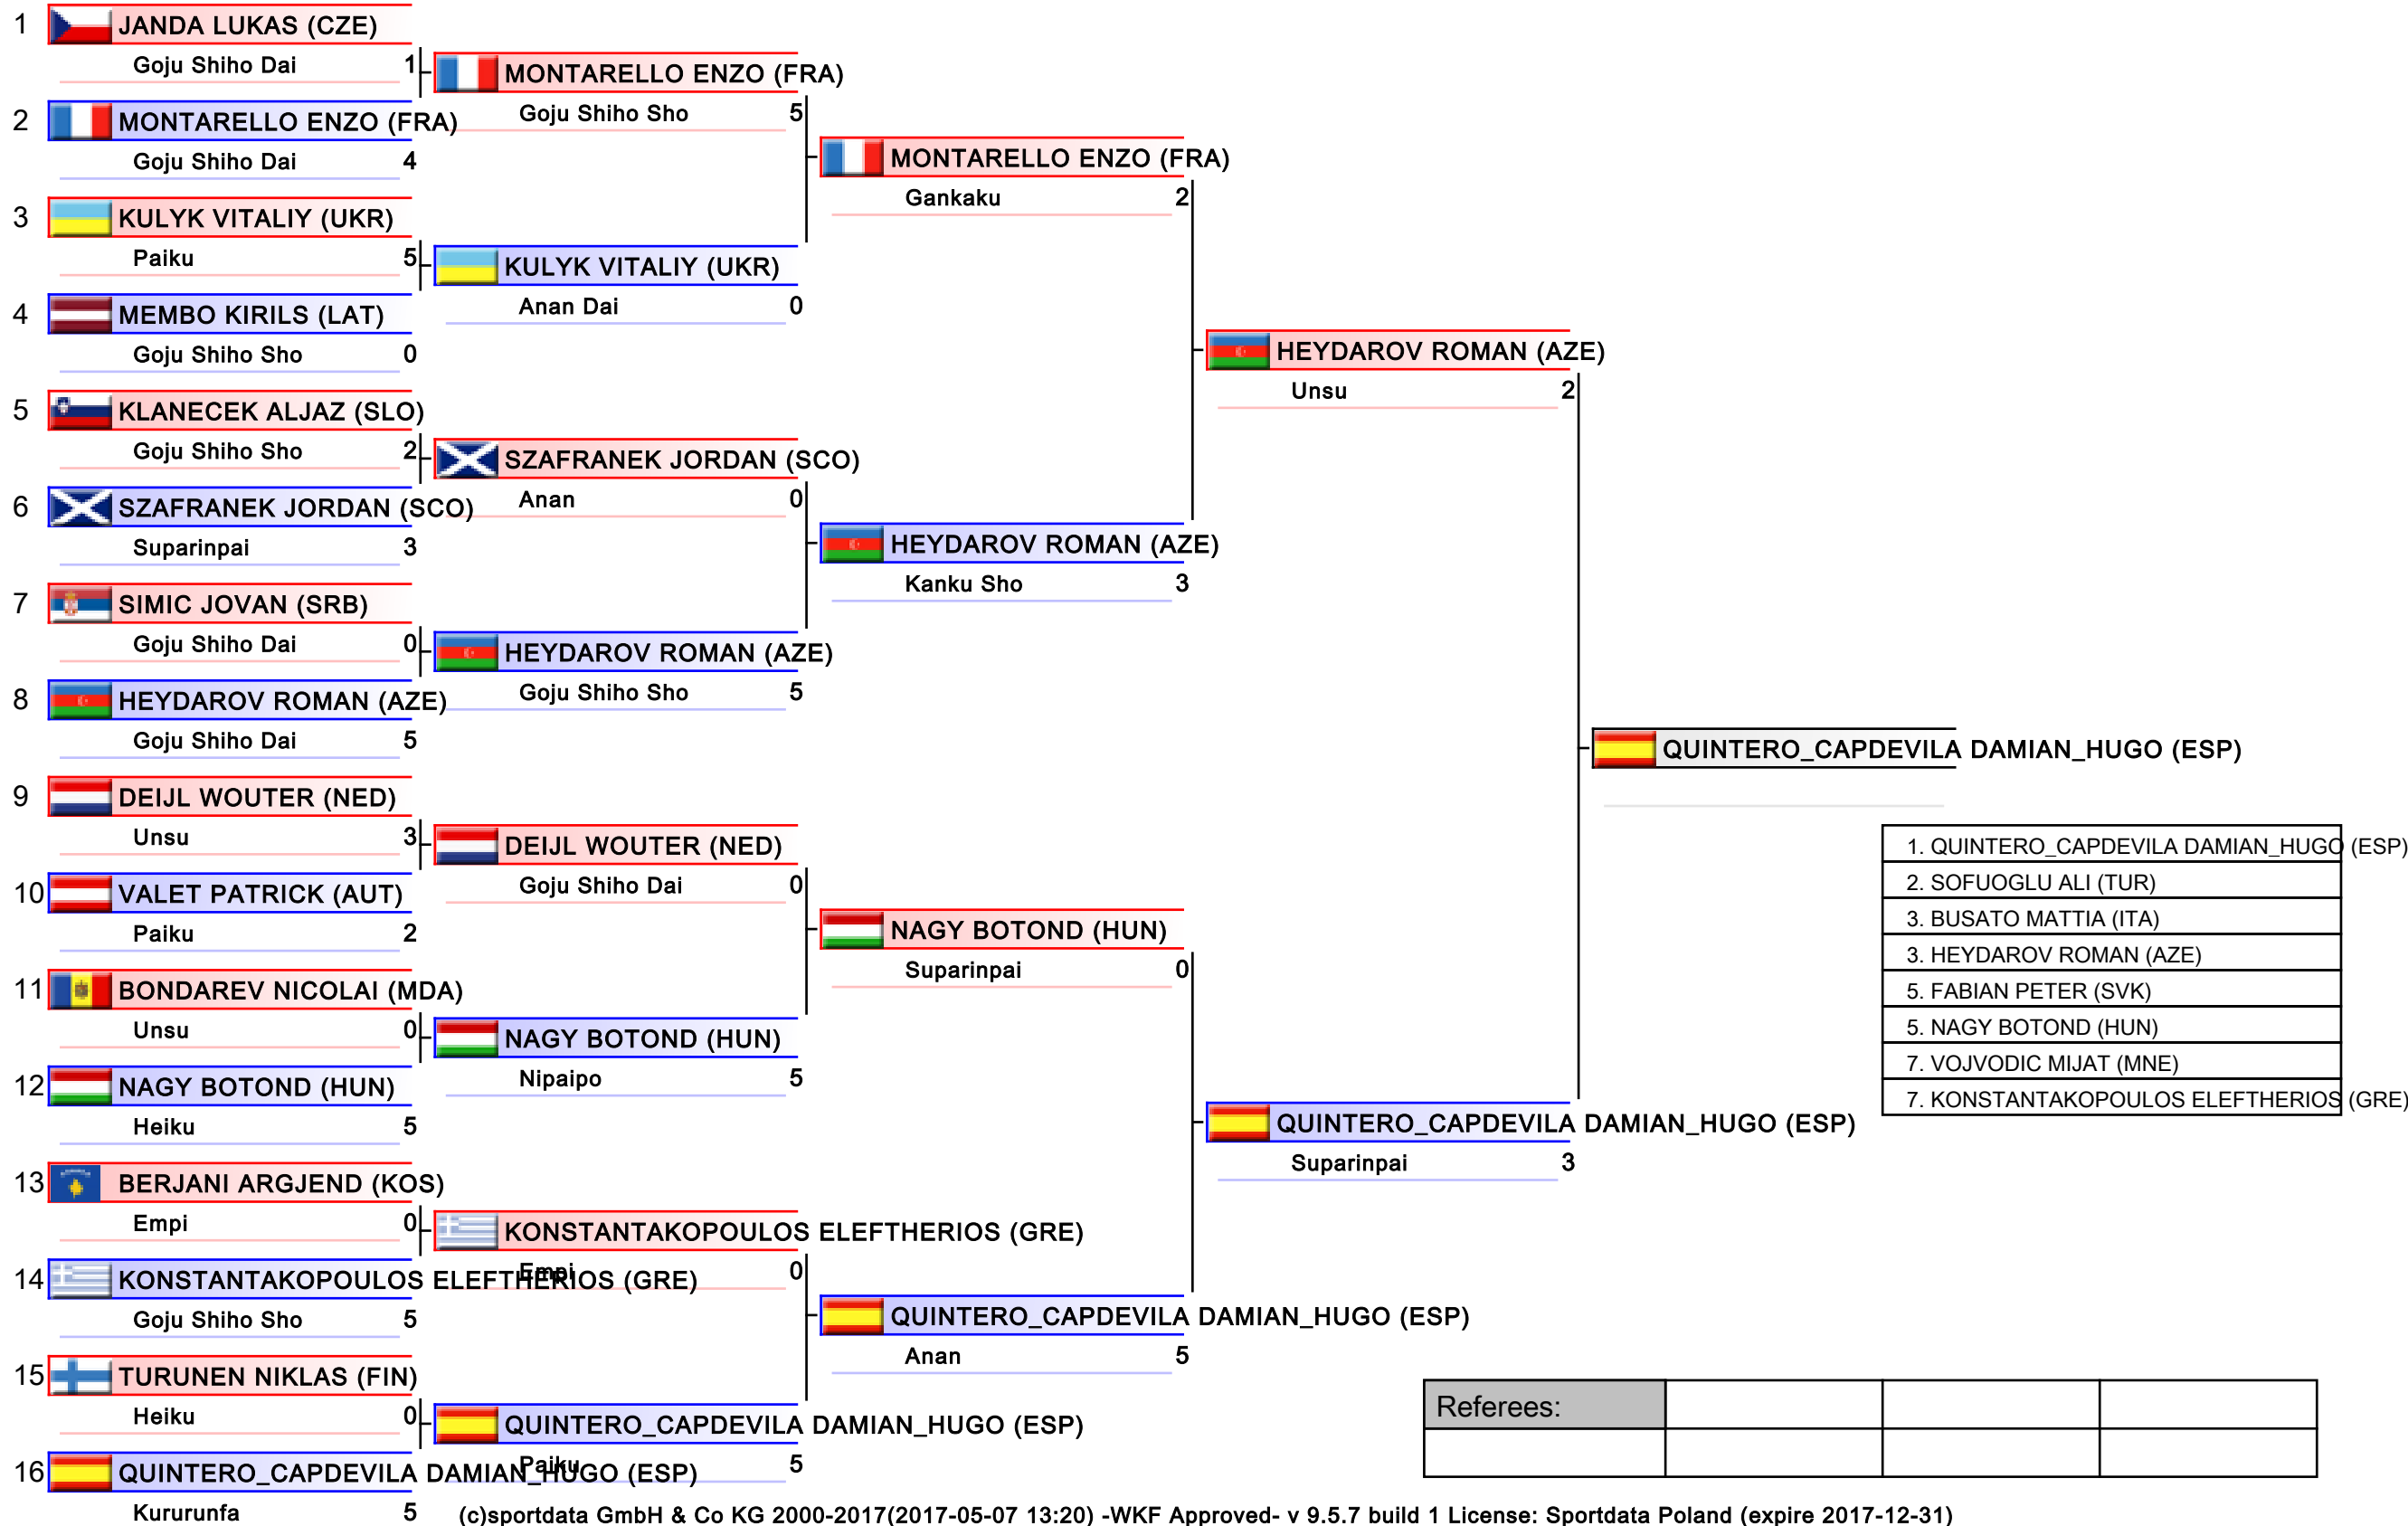 1 JANDA LUKAS (CZE)
Goju Shiho Dai 1
2 MONTARELLO ENZO (FRA)
Goju Shiho Dai 4
3 KULYK VITALIY (UKR)
Paiku 5
4 MEMBO KIRILS (LAT)
Goju Shiho Sho 0
5 KLANECEK ALJAZ (SLO)
Goju Shiho Sho 2
6 SZAFRANEK JORDAN (SCO)
Suparinpai 3
7 SIMIC JOVAN (SRB)
Goju Shiho Dai 0
8 HEYDAROV ROMAN (AZE)
Goju Shiho Dai 5
9 DEIJL WOUTER (NED)
Unsu 3
10 VALET PATRICK (AUT)
Paiku 2
11 BONDAREV NICOLAI (MDA)
Unsu 0
12 NAGY BOTOND (HUN)
Heiku 5
13 BERJANI ARGJEND (KOS)
Empi 0
14 KONSTANTAKOPOULOS ELEFTHERIOS (GRE)
Goju Shiho Sho 5
15 TURUNEN NIKLAS (FIN)
Heiku 0
16 QUINTERO_CAPDEVILA DAMIAN_HUGO (ESP)
Kururunfa 5
MONTARELLO ENZO (FRA)
Goju Shiho Sho 5
KULYK VITALIY (UKR)
Anan Dai 0
SZAFRANEK JORDAN (SCO)
Anan 0
HEYDAROV ROMAN (AZE)
Goju Shiho Sho 5
DEIJL WOUTER (NED)
Goju Shiho Dai 0
NAGY BOTOND (HUN)
Nipaipo 5
KONSTANTAKOPOULOS ELEFTHERIOS (GRE)
Empi 0
QUINTERO_CAPDEVILA DAMIAN_HUGO (ESP)
Paiku 5
MONTARELLO ENZO (FRA)
Gankaku 2
HEYDAROV ROMAN (AZE)
Kanku Sho 3
NAGY BOTOND (HUN)
Suparinpai 0
QUINTERO_CAPDEVILA DAMIAN_HUGO (ESP)
Anan 5
HEYDAROV ROMAN (AZE)
Unsu 2
QUINTERO_CAPDEVILA DAMIAN_HUGO (ESP)
Suparinpai 3
QUINTERO_CAPDEVILA DAMIAN_HUGO (ESP)
1. QUINTERO_CAPDEVILA DAMIAN_HUGO (ESP)
2. SOFUOGLU ALI (TUR)
3. BUSATO MATTIA (ITA)
3. HEYDAROV ROMAN (AZE)
5. FABIAN PETER (SVK)
5. NAGY BOTOND (HUN)
7. VOJVODIC MIJAT (MNE)
7. KONSTANTAKOPOULOS ELEFTHERIOS (GRE)
Referees:
(c)sportdata GmbH & Co KG 2000-2017(2017-05-07 13:20) -WKF Approved- v 9.5.7 build 1 License: Sportdata Poland (expire 2017-12-31)